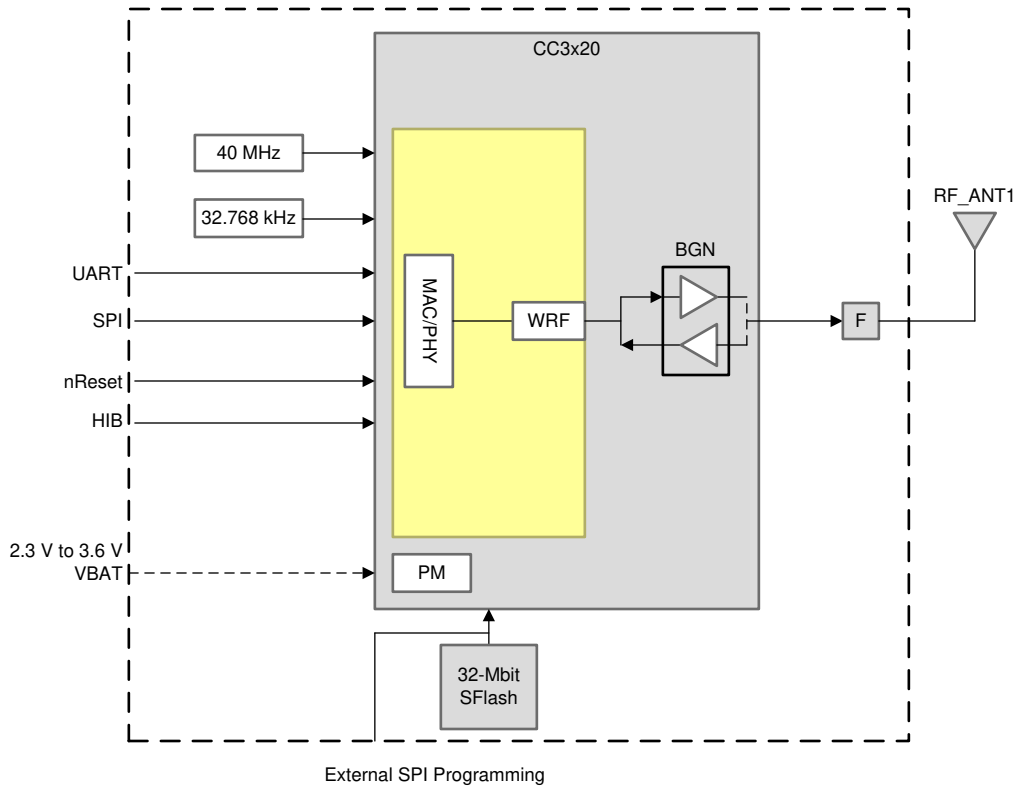 CC3x20
40 MHz
32.768 kHz
RF_ANT1
BGN
UART
MAC/PHY
SPI
WRF
F
nReset
HIB
2.3 V to 3.6 V
VBAT
PM
32-Mbit
SFlash
External SPI Programming